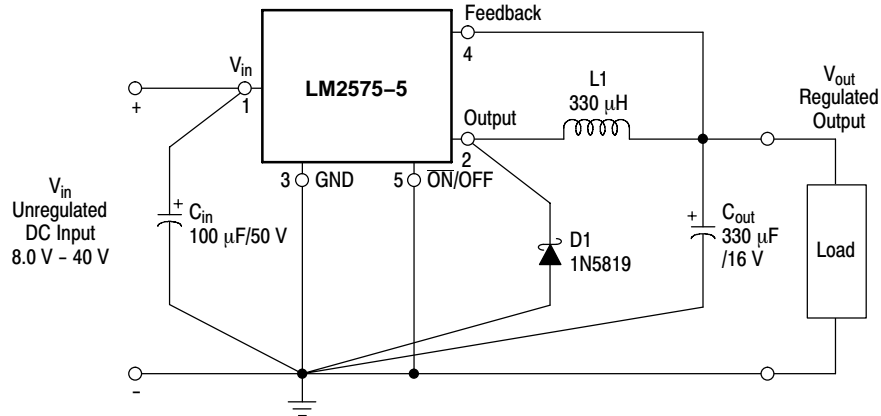 Feedback
4
V_in
+
1
LM2575–5
L1
330 μH
V_out
Regulated
Output
Output
2
3 GND
5 O̅N̅/OFF
V_in
Unregulated
DC Input
8.0 V – 40 V
+
C_in
100 μF/50 V
D1
1N5819
+
C_out
330 μF
/16 V
Load
-